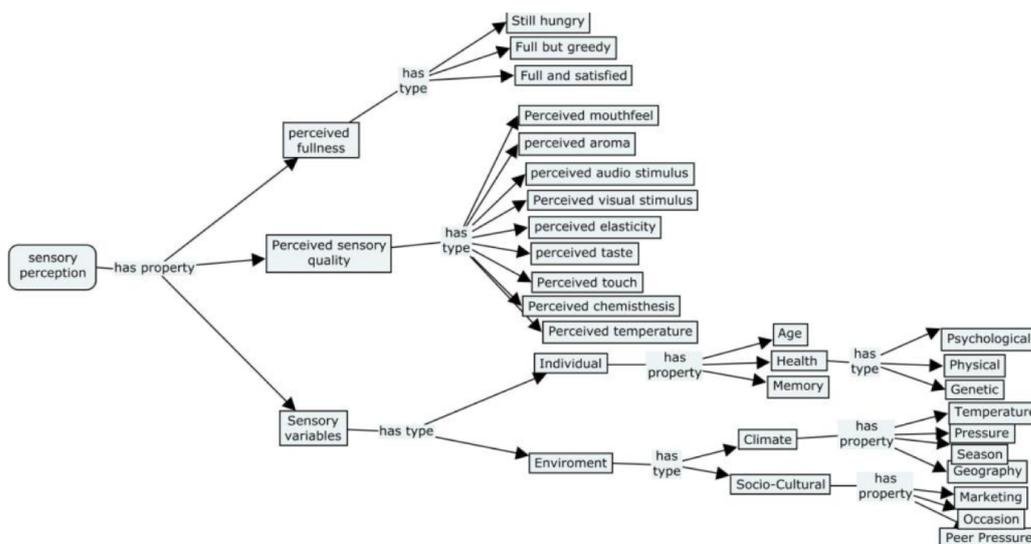 Still hungry
Full but greedy
has
type
Full and satisfied
Perceived mouthfeel
perceived
fullness
perceived aroma
perceived audio stimulus
Perceived visual stimulus
perceived elasticity
has
type
Perceived sensory
quality
perceived taste
sensory
perception
has property
Perceived touch
Perceived chemisthesis
Perceived temperature
Age
Individual
has
property
Health
has
type
Memory
Psychological
Physical
Genetic
Sensory
variables
has type
Enviroment
has
type
Climate
has
property
Temperature
Pressure
Season
Geography
Socio-Cultural
has
property
Marketing
Occasion
Peer Pressure